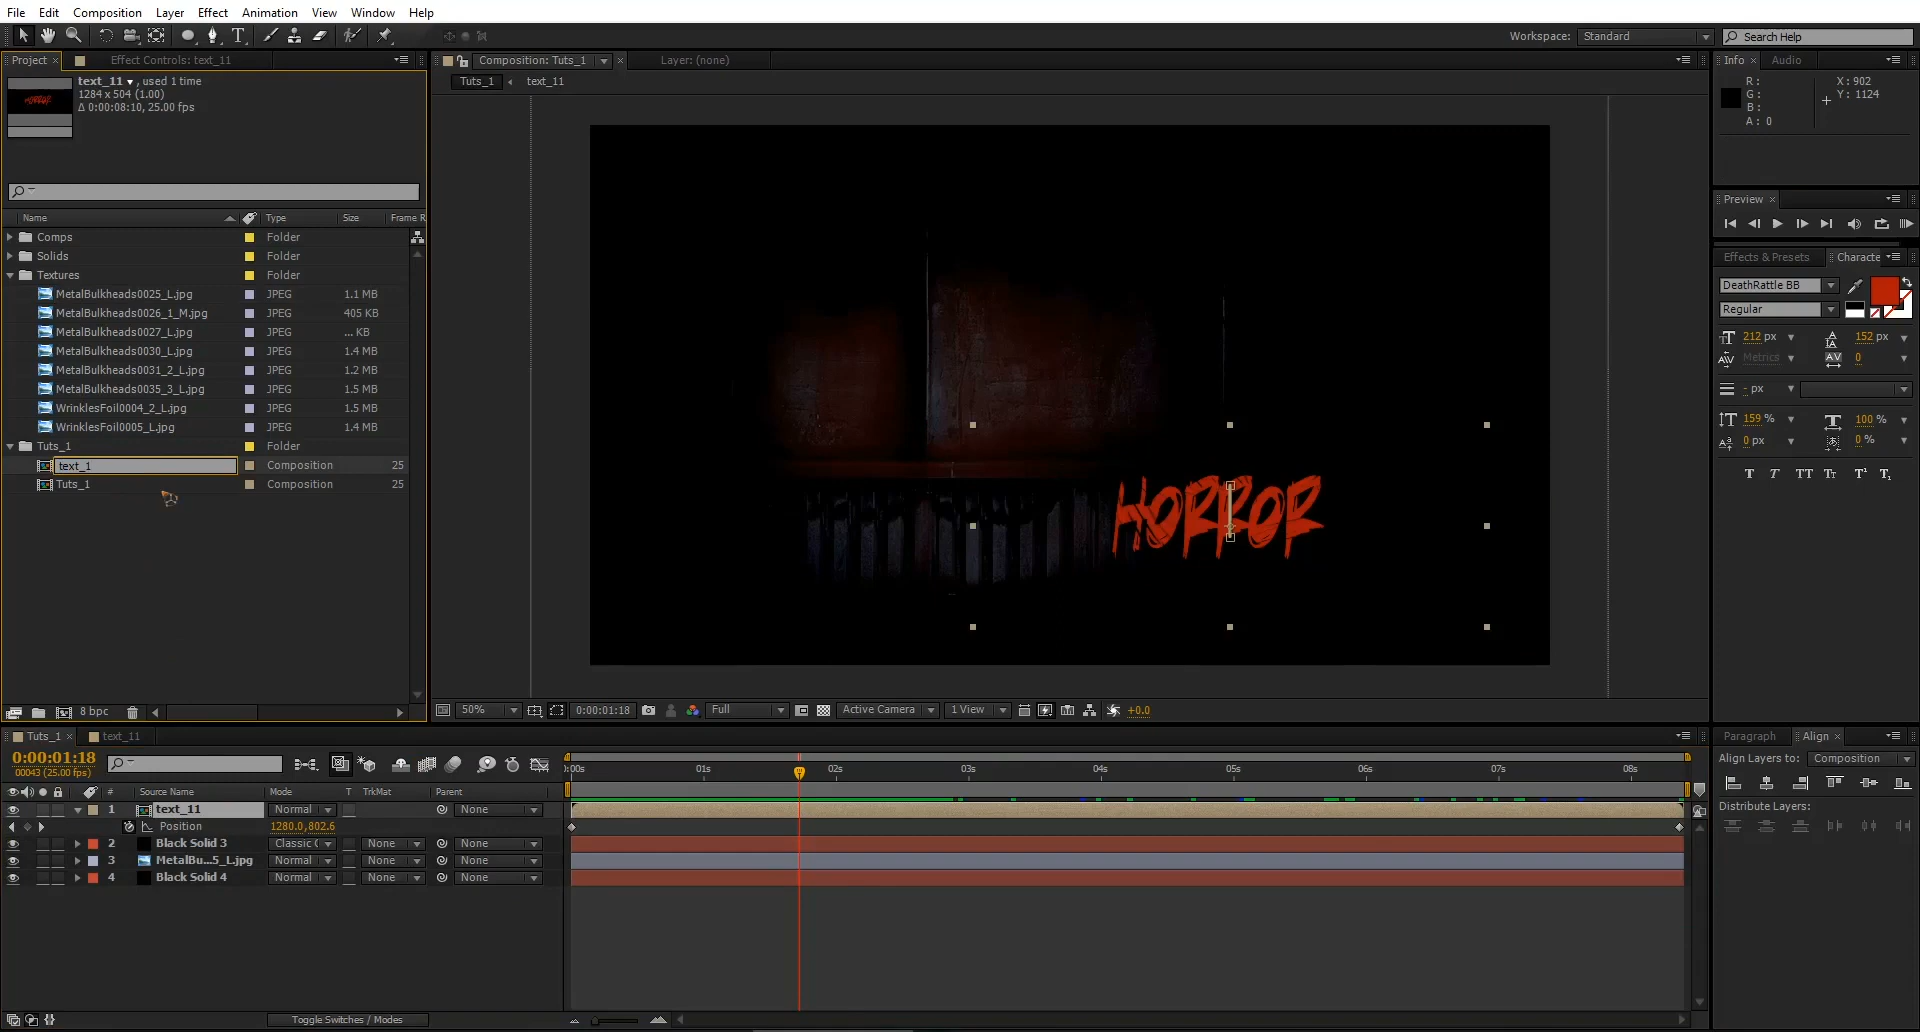 File Edit Composition Layer Effect Animation View Window Help
Workspace: Standard Search Help
Project Effect Controls: text_11
Composition: Tuts_1 Layer: (none)
Info Audio
text_11 , used 1 time
1284 x 504 (1.00)
Δ 0:00:08:10, 25.00 fps
Tuts_1 text_11
R:
G:
B:
A: 0
X: 902
Y: 1124
Name Type Size Frame R
Comps Folder
Solids Folder
Textures Folder
MetalBulkheads0025_L.jpg JPEG 1.1 MB
MetalBulkheads0026_1_M.jpg JPEG 405 KB
MetalBulkheads0027_L.jpg JPEG ... KB
MetalBulkheads0030_L.jpg JPEG 1.4 MB
MetalBulkheads0031_2_L.jpg JPEG 1.2 MB
MetalBulkheads0035_3_L.jpg JPEG 1.5 MB
WrinklesFoil0004_2_L.jpg JPEG 1.5 MB
WrinklesFoil0005_L.jpg JPEG 1.4 MB
Tuts_1 Folder
text_1 Composition 25
Tuts_1 Composition 25
HORROR
8 bpc
50% 0:00:01:18 Full Active Camera 1 View +0.0
Preview
Effects & Presets Characte
DeathRattle BB
Regular
212 px 152 px
Metrics 0
- px
159 % 100 %
0 px 0 %
T T TT Tt T¹ T₁
Tuts_1 text_11
0:00:01:18
00043 (25.00 fps)
:00s 01s 02s 03s 04s 05s 06s 07s 08s
# Source Name Mode T TrkMat Parent
1 text_11 Normal None
Position 1280.0,802.6
2 Black Solid 3 Classic ( None None
3 MetalBu...5_L.jpg Normal None None
4 Black Solid 4 Normal None None
Toggle Switches / Modes
Paragraph Align
Align Layers to: Composition
Distribute Layers: